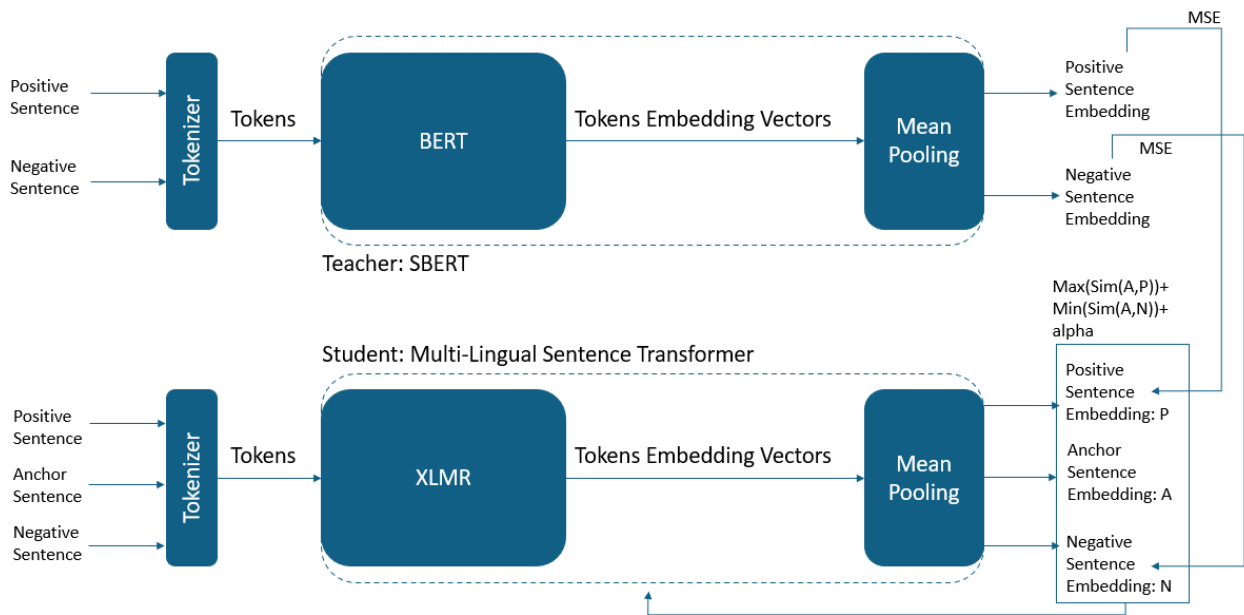 MSE
Positive
Sentence
Negative
Sentence
Tokenizer
Tokens
BERT
Tokens Embedding Vectors
Mean
Pooling
Positive
Sentence
Embedding
MSE
Negative
Sentence
Embedding
Teacher: SBERT
Max(Sim(A,P))+
Min(Sim(A,N))+
alpha
Student: Multi-Lingual Sentence Transformer
Positive
Sentence
Anchor
Sentence
Negative
Sentence
Tokenizer
Tokens
XLMR
Tokens Embedding Vectors
Mean
Pooling
Positive
Sentence
Embedding: P
Anchor
Sentence
Embedding: A
Negative
Sentence
Embedding: N